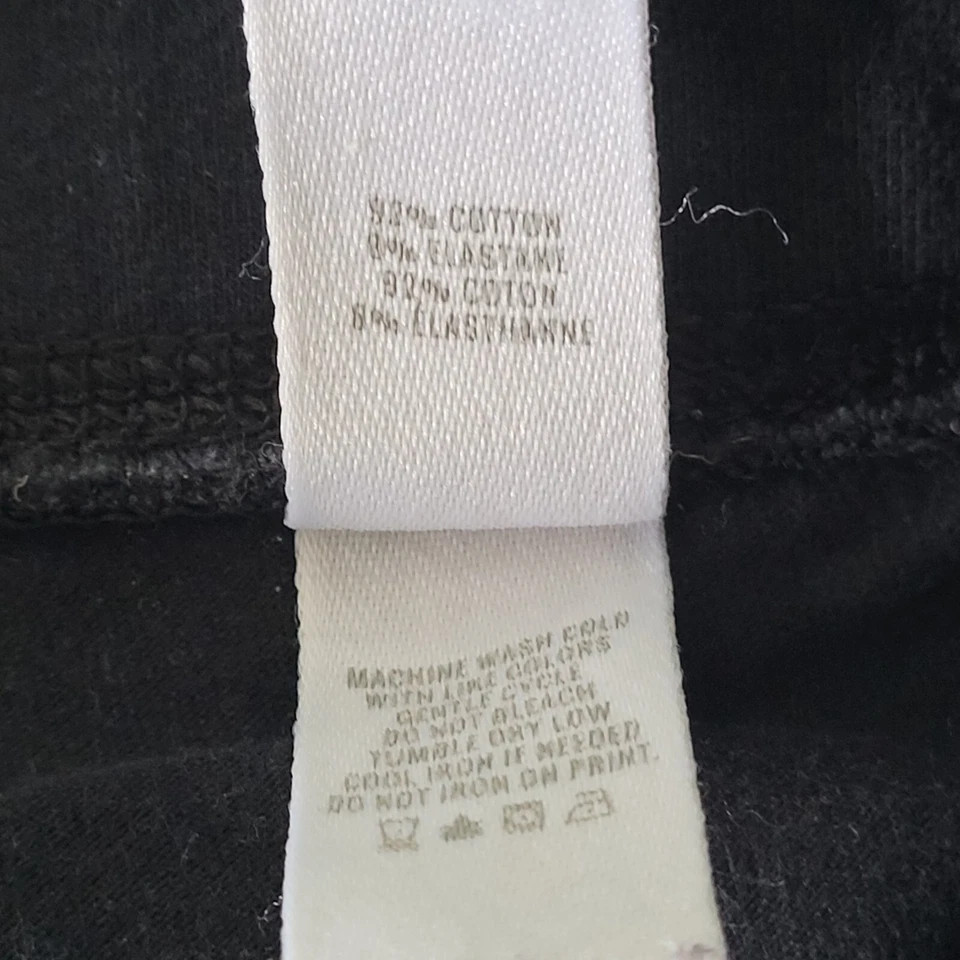 92% COTTON
8% ELASTANE
92% COTON
8% ELASTHANNE
MACHINE WASH COLD
WITH LIKE COLORS
GENTLE CYCLE
DO NOT BLEACH
TUMBLE DRY LOW
COOL IRON IF NEEDED
DO NOT IRON ON PRINT.